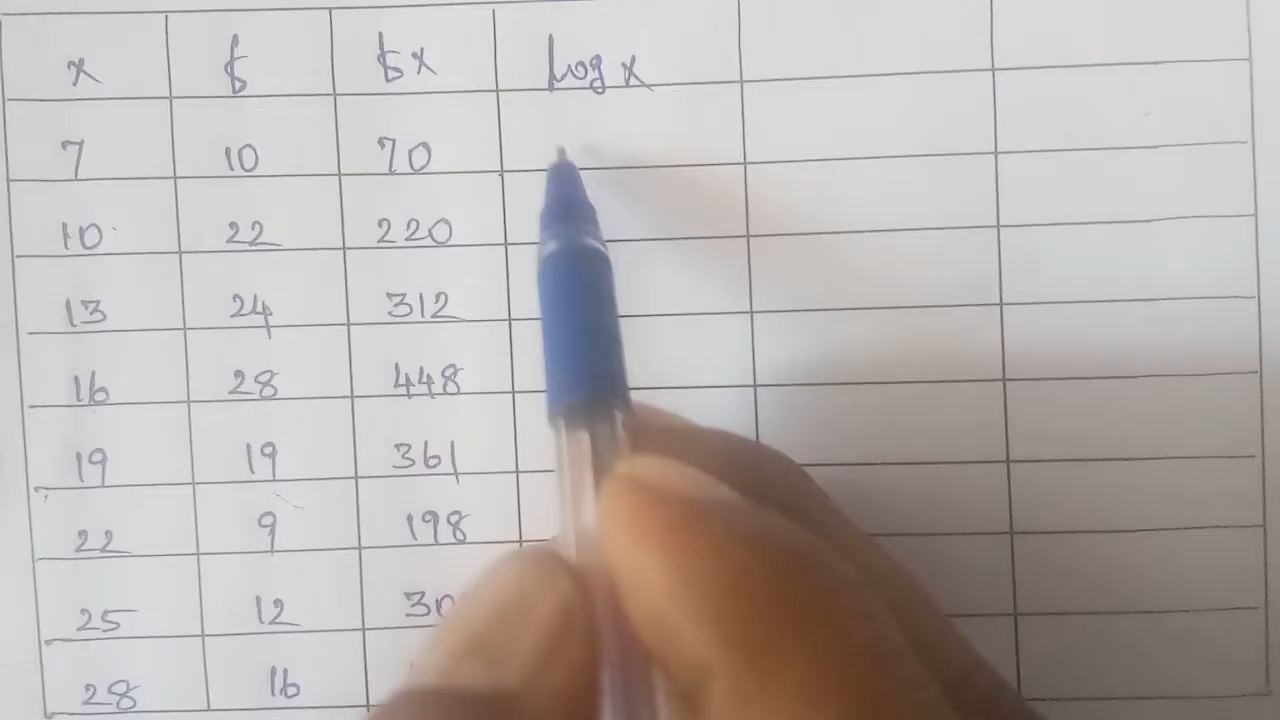 x f fx log x
7 10 70
10 22 220
13 24 312
16 28 448
19 19 361
22 9 198
25 12 30
28 16